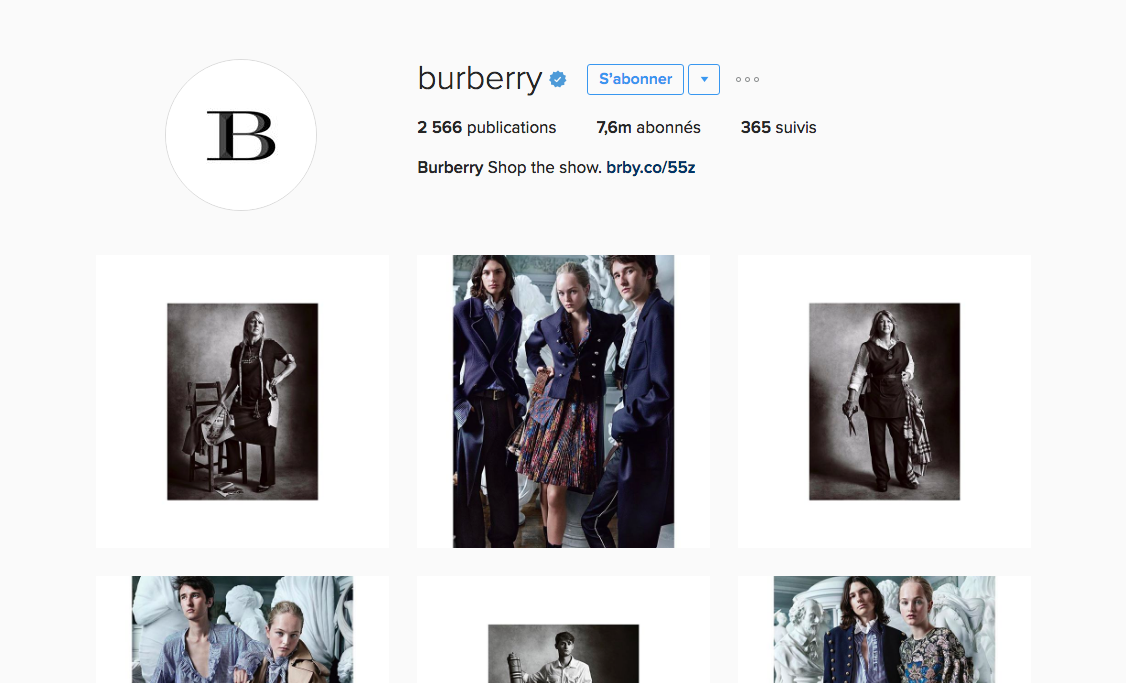 B
burberry S'abonner
2 566 publications 7,6m abonnés 365 suivis
Burberry Shop the show. brby.co/55z